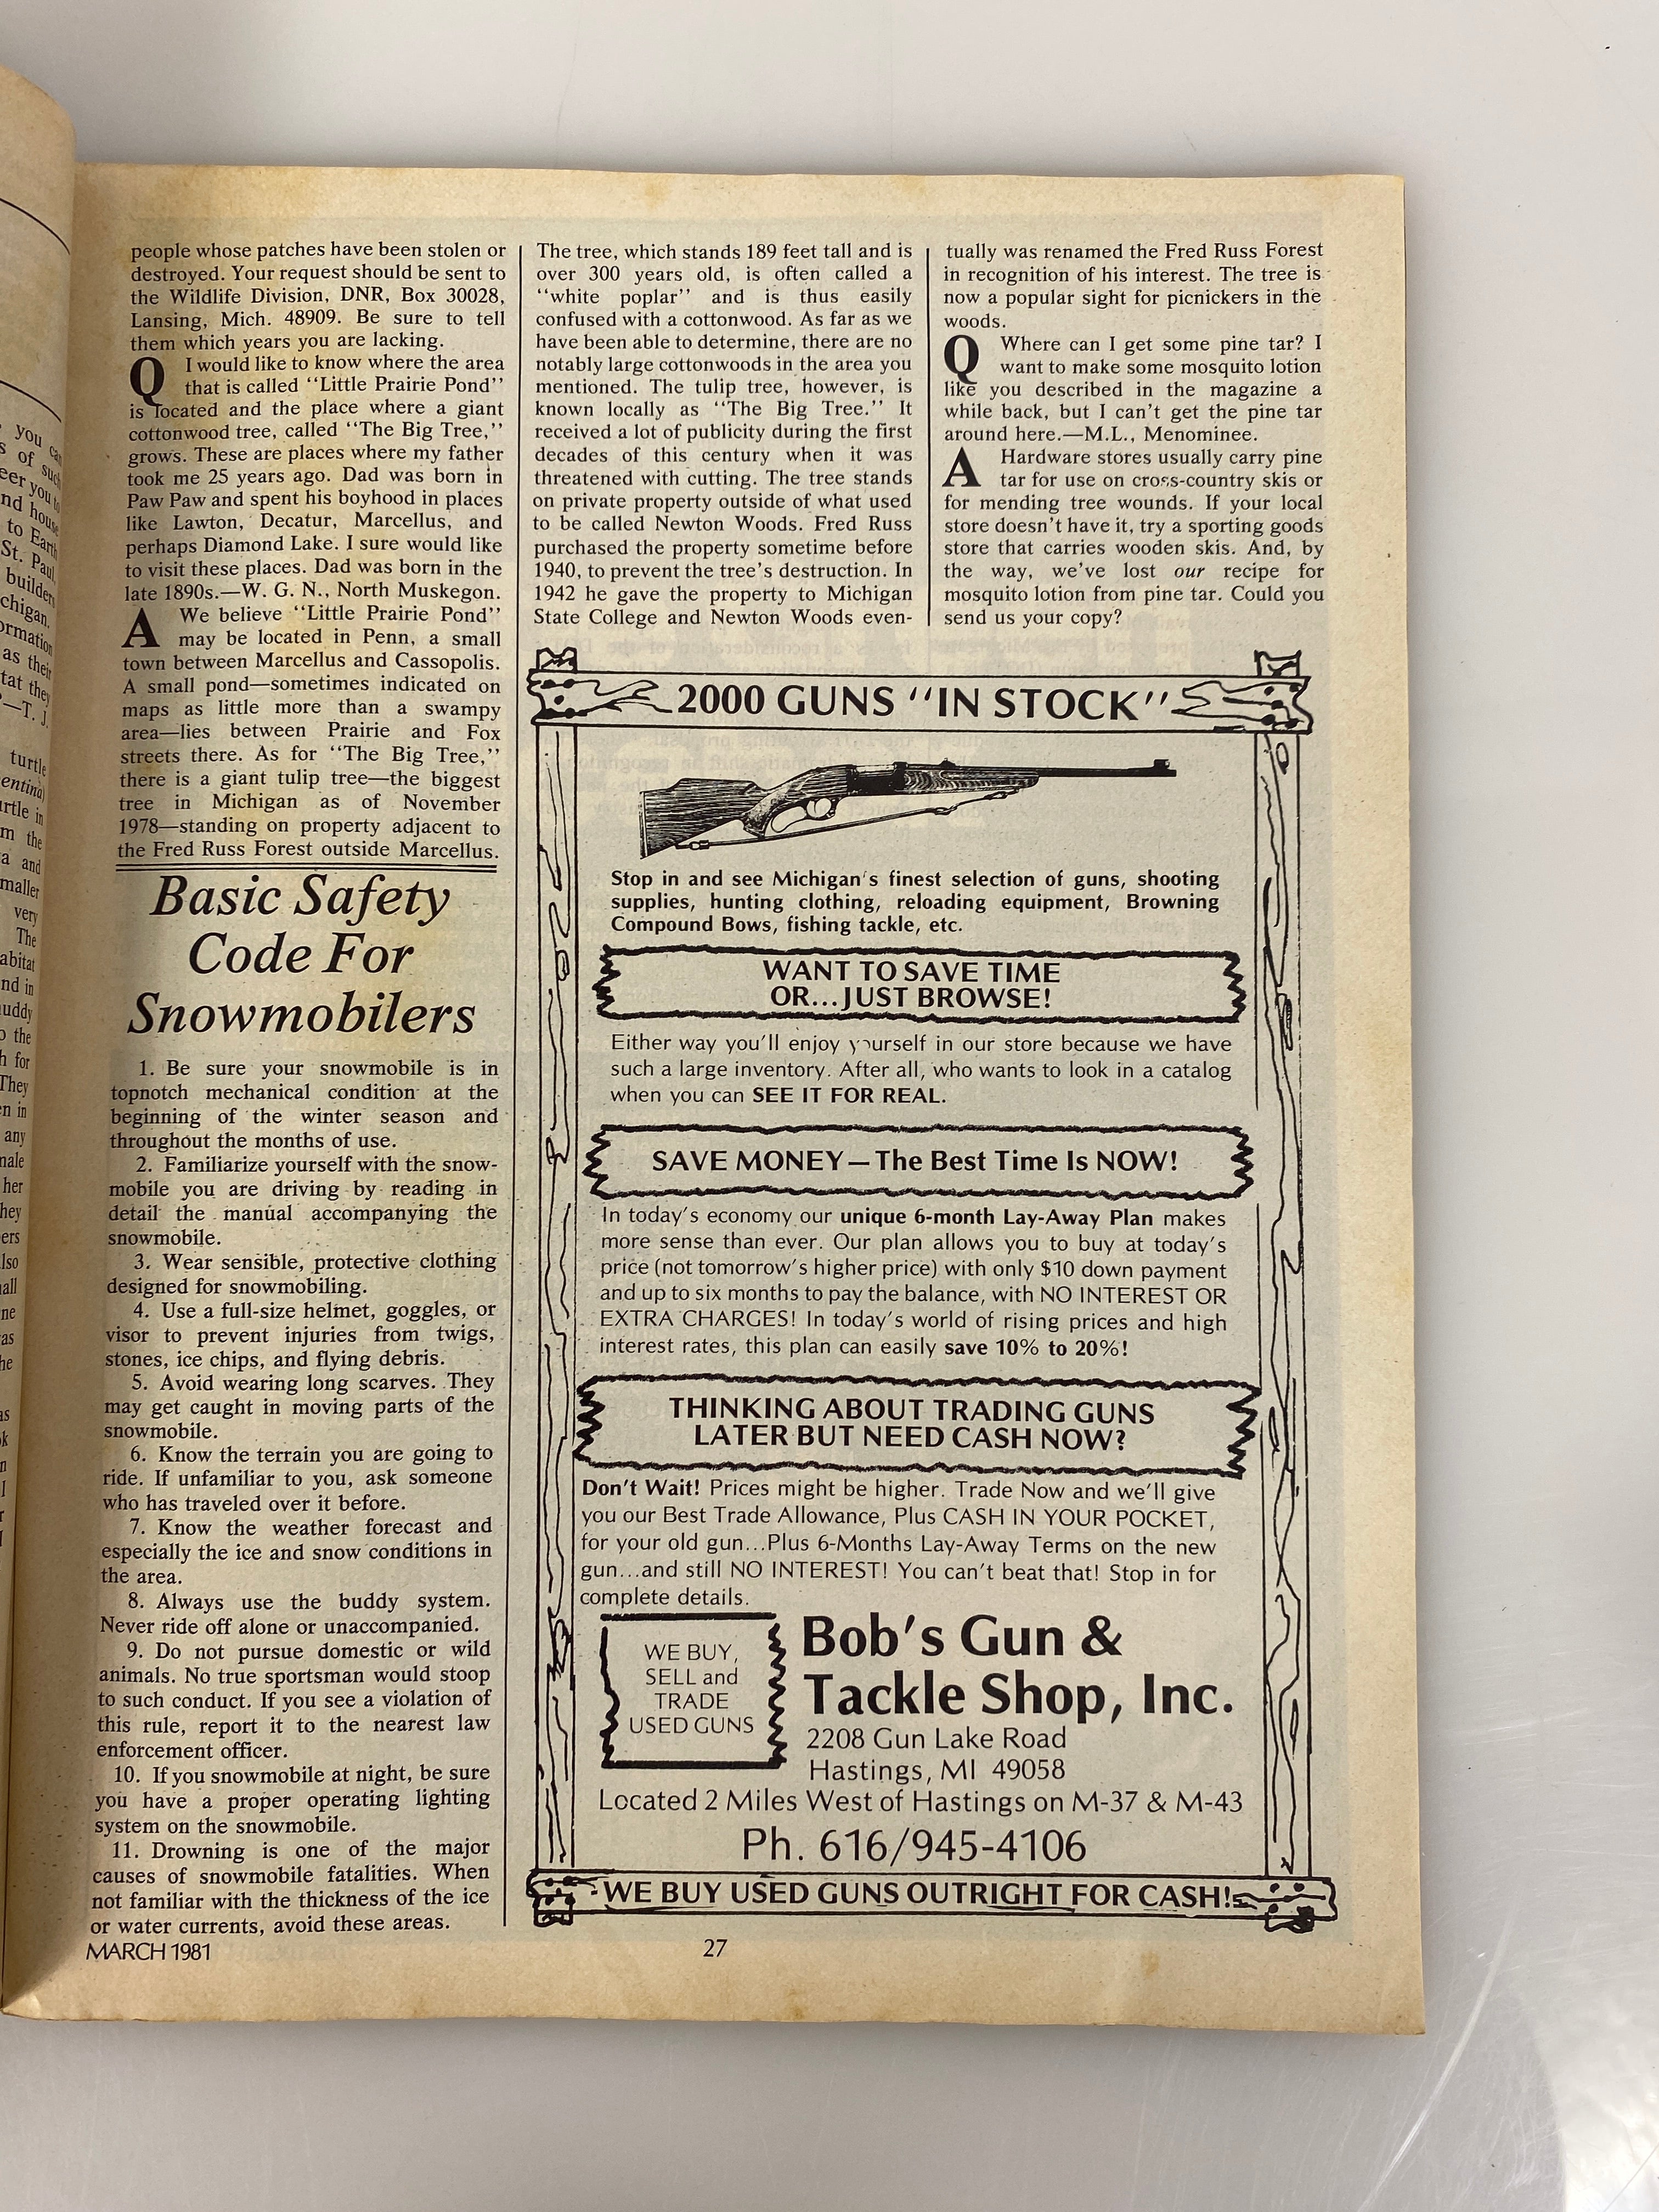 people whose patches have been stolen or
destroyed. Your request should be sent to
the Wildlife Division, DNR, Box 30028,
Lansing, Mich. 48909. Be sure to tell
them which years you are lacking.
Q I would like to know where the area
that is called "Little Prairie Pond"
is located and the place where a giant
cottonwood tree, called "The Big Tree,"
grows. These are places where my father
took me 25 years ago. Dad was born in
Paw Paw and spent his boyhood in places
like Lawton, Decatur, Marcellus, and
perhaps Diamond Lake. I sure would like
to visit these places. Dad was born in the
late 1890s.—W. G. N., North Muskegon.
A We believe "Little Prairie Pond"
may be located in Penn, a small
town between Marcellus and Cassopolis.
A small pond—sometimes indicated on
maps as little more than a swampy
area—lies between Prairie and Fox
streets there. As for "The Big Tree,"
there is a giant tulip tree—the biggest
tree in Michigan as of November
1978—standing on property adjacent to
the Fred Russ Forest outside Marcellus.
The tree, which stands 189 feet tall and is
over 300 years old, is often called a
"white poplar" and is thus easily
confused with a cottonwood. As far as we
have been able to determine, there are no
notably large cottonwoods in the area you
mentioned. The tulip tree, however, is
known locally as "The Big Tree." It
received a lot of publicity during the first
decades of this century when it was
threatened with cutting. The tree stands
on private property outside of what used
to be called Newton Woods. Fred Russ
purchased the property sometime before
1940, to prevent the tree's destruction. In
1942 he gave the property to Michigan
State College and Newton Woods even-
tually was renamed the Fred Russ Forest
in recognition of his interest. The tree is
now a popular sight for picnickers in the
woods.
Q Where can I get some pine tar? I
want to make some mosquito lotion
like you described in the magazine a
while back, but I can't get the pine tar
around here.—M.L., Menominee.
A Hardware stores usually carry pine
tar for use on cross-country skis or
for mending tree wounds. If your local
store doesn't have it, try a sporting goods
store that carries wooden skis. And, by
the way, we've lost our recipe for
mosquito lotion from pine tar. Could you
send us your copy?
Basic Safety
Code For
Snowmobilers
1. Be sure your snowmobile is in
topnotch mechanical condition at the
beginning of the winter season and
throughout the months of use.
2. Familiarize yourself with the snow-
mobile you are driving by reading in
detail the manual accompanying the
snowmobile.
3. Wear sensible, protective clothing
designed for snowmobiling.
4. Use a full-size helmet, goggles, or
visor to prevent injuries from twigs,
stones, ice chips, and flying debris.
5. Avoid wearing long scarves. They
may get caught in moving parts of the
snowmobile.
6. Know the terrain you are going to
ride. If unfamiliar to you, ask someone
who has traveled over it before.
7. Know the weather forecast and
especially the ice and snow conditions in
the area.
8. Always use the buddy system.
Never ride off alone or unaccompanied.
9. Do not pursue domestic or wild
animals. No true sportsman would stoop
to such conduct. If you see a violation of
this rule, report it to the nearest law
enforcement officer.
10. If you snowmobile at night, be sure
you have a proper operating lighting
system on the snowmobile.
11. Drowning is one of the major
causes of snowmobile fatalities. When
not familiar with the thickness of the ice
or water currents, avoid these areas.
2000 GUNS "IN STOCK"
Stop in and see Michigan's finest selection of guns, shooting
supplies, hunting clothing, reloading equipment, Browning
Compound Bows, fishing tackle, etc.
WANT TO SAVE TIME
OR...JUST BROWSE!
Either way you'll enjoy yourself in our store because we have
such a large inventory. After all, who wants to look in a catalog
when you can SEE IT FOR REAL.
SAVE MONEY—The Best Time Is NOW!
In today's economy our unique 6-month Lay-Away Plan makes
more sense than ever. Our plan allows you to buy at today's
price (not tomorrow's higher price) with only $10 down payment
and up to six months to pay the balance, with NO INTEREST OR
EXTRA CHARGES! In today's world of rising prices and high
interest rates, this plan can easily save 10% to 20%!
THINKING ABOUT TRADING GUNS
LATER BUT NEED CASH NOW?
Don't Wait! Prices might be higher. Trade Now and we'll give
you our Best Trade Allowance, Plus CASH IN YOUR POCKET,
for your old gun...Plus 6-Months Lay-Away Terms on the new
gun...and still NO INTEREST! You can't beat that! Stop in for
complete details.
WE BUY,
SELL and
TRADE
USED GUNS
Bob's Gun &
Tackle Shop, Inc.
2208 Gun Lake Road
Hastings, MI 49058
Located 2 Miles West of Hastings on M-37 & M-43
Ph. 616/945-4106
WE BUY USED GUNS OUTRIGHT FOR CASH!
MARCH 1981
27